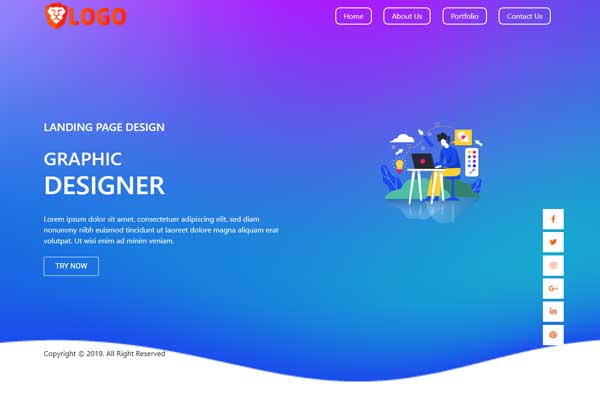 LOGO
Home
About Us
Portfolio
Contact Us
LANDING PAGE DESIGN
GRAPHIC
DESIGNER
Lorem ipsum dolor sit amet, consectetuer adipiscing elit, sed diam
nonummy nibh euismod tincidunt ut laoreet dolore magna aliquam erat
volutpat. Ut wisi enim ad minim veniam.
TRY NOW
Copyright © 2019. All Right Reserved